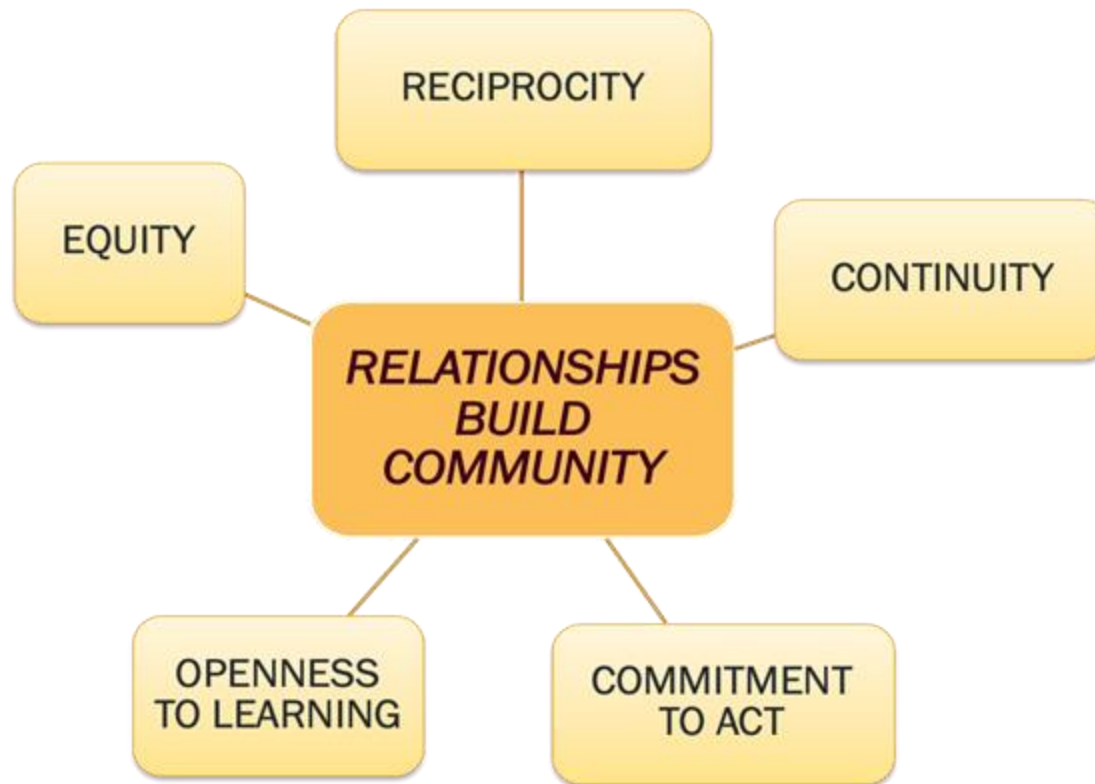 RECIPROCITY
EQUITY
CONTINUITY
RELATIONSHIPS
BUILD
COMMUNITY
OPENNESS
TO LEARNING
COMMITMENT
TO ACT